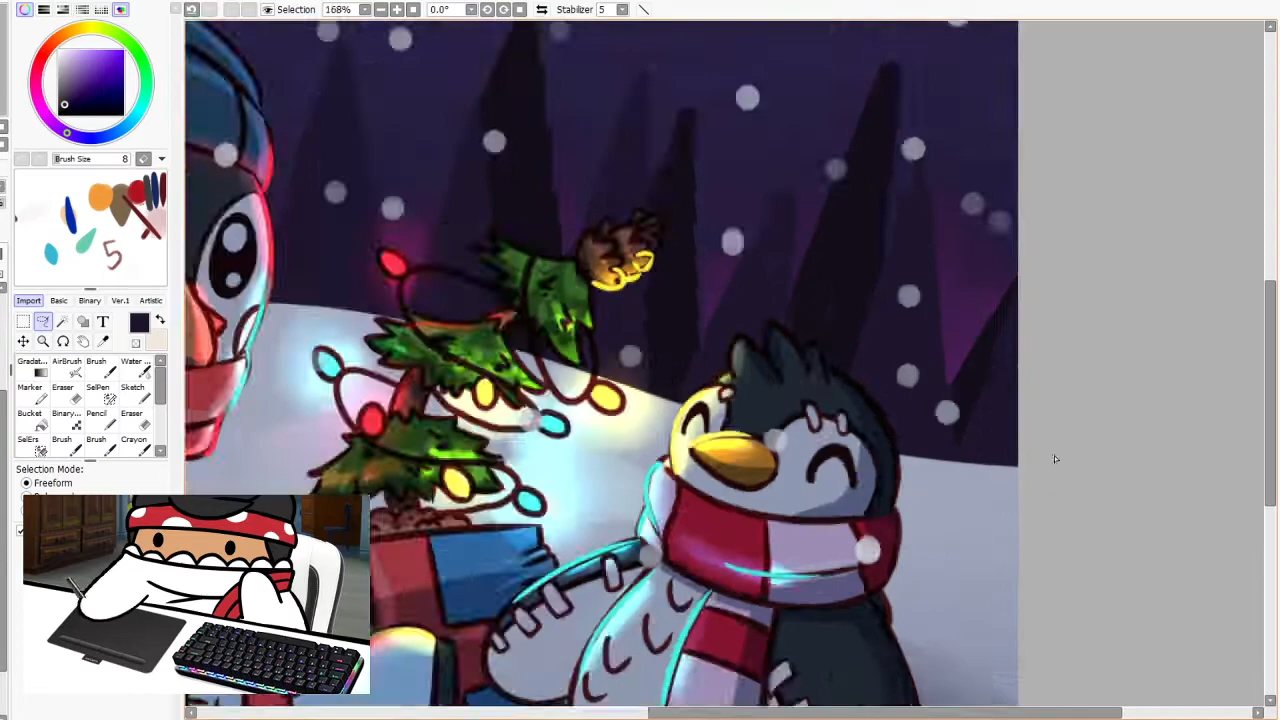 Selection 168% 0.0° Stabilizer 5
Brush Size 8
5
Import Basic Binary Ver.1 Artistic
T
Gradat... AirBrush Brush Water ...
Marker Eraser SelPen Sketch
Bucket Binary... Pencil Eraser
SelErs Brush Brush Crayon
Selection Mode:
Freeform